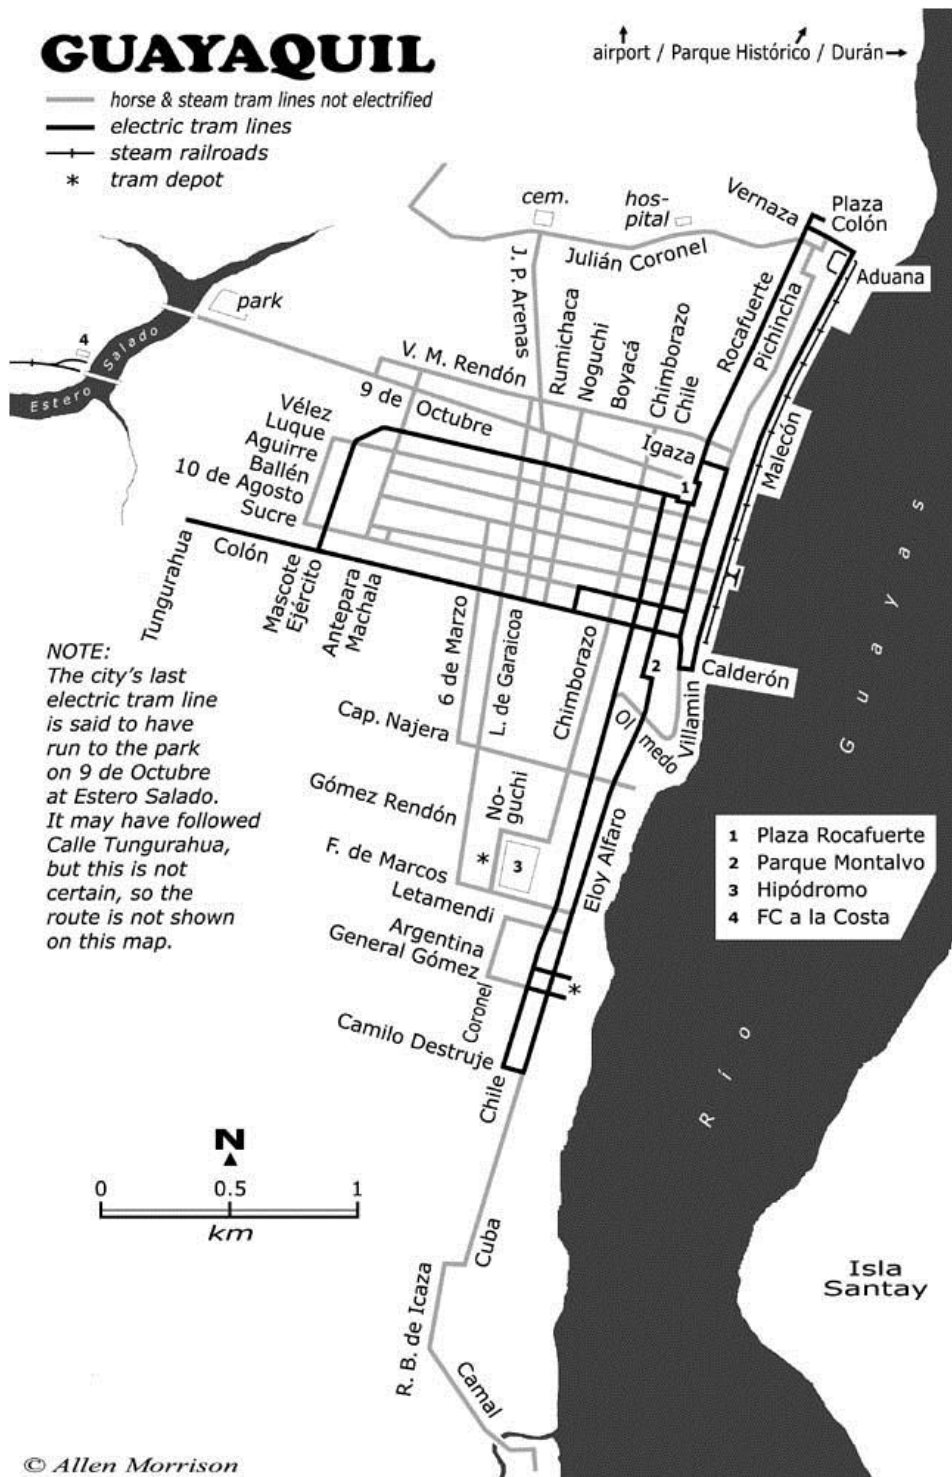 GUAYAQUIL
airport / Parque Histórico / Durán
horse & steam tram lines not electrified
electric tram lines
steam railroads
* tram depot
cem.
hos-
pital
Vernaza
Plaza
Colón
Julián Coronel
Aduana
park
4
Estero Salado
J. P. Arenas
Rumichaca
Noguchi
Boyacá
Chimborazo
Chile
Rocafuerte
Pichincha
Malecón
V. M. Rendón
9 de Octubre
Igaza
1
Vélez
Luque
Aguirre
Ballén
10 de Agosto
Sucre
Colón
Tungurahua
Mascote
Ejército
Antepara
Machala
6 de Marzo
L. de Garaicoa
Chimborazo
2
Calderón
Villamin
Olmedo
Cap. Najera
Gómez Rendón
No-
guchi
F. de Marcos
*
3
Letamendi
Eloy Alfaro
Argentina
General Gómez
Coronel
*
Camilo Destruje
Chile
NOTE:
The city's last
electric tram line
is said to have
run to the park
on 9 de Octubre
at Estero Salado.
It may have followed
Calle Tungurahua,
but this is not
certain, so the
route is not shown
on this map.
1 Plaza Rocafuerte
2 Parque Montalvo
3 Hipódromo
4 FC a la Costa
Río Guayas
N
0 0.5 1
km
Cuba
R. B. de Icaza
Camal
Isla
Santay
© Allen Morrison